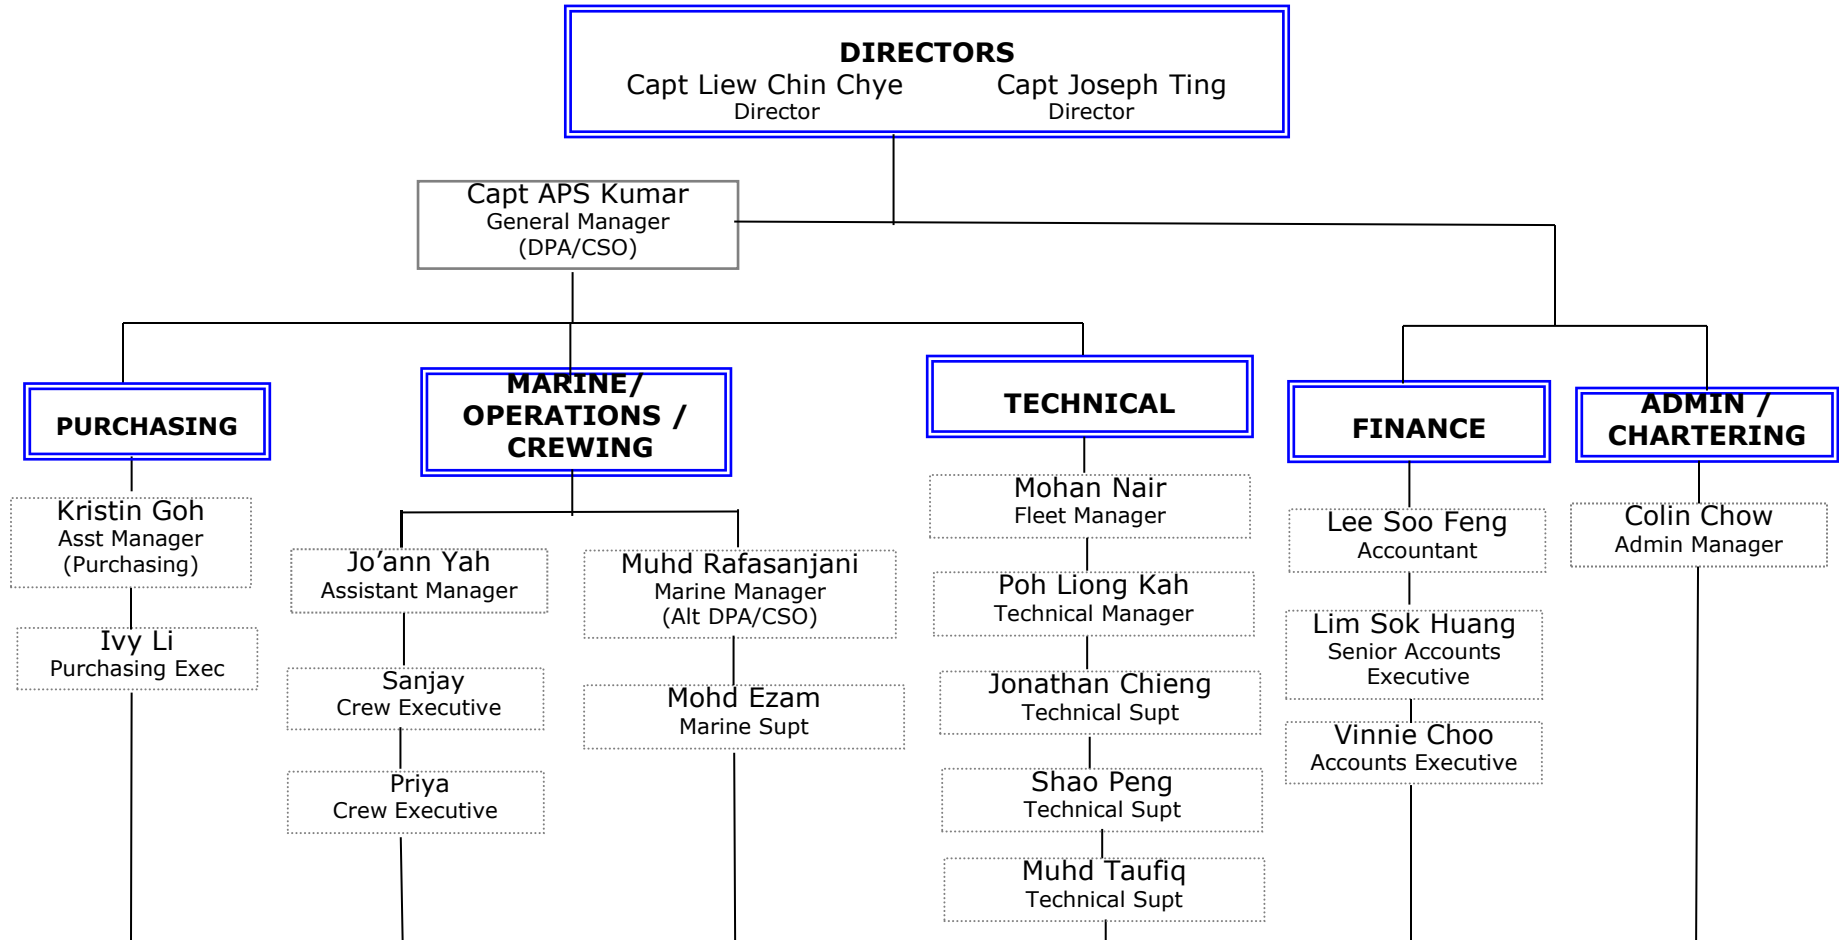 DIRECTORS
Capt Liew Chin Chye Capt Joseph Ting
Director Director
Capt APS Kumar
General Manager
(DPA/CSO)
PURCHASING
Kristin Goh
Asst Manager
(Purchasing)
Ivy Li
Purchasing Exec
MARINE/
OPERATIONS /
CREWING
Jo’ann Yah
Assistant Manager
Sanjay
Crew Executive
Priya
Crew Executive
Muhd Rafasanjani
Marine Manager
(Alt DPA/CSO)
Mohd Ezam
Marine Supt
TECHNICAL
Mohan Nair
Fleet Manager
Poh Liong Kah
Technical Manager
Jonathan Chieng
Technical Supt
Shao Peng
Technical Supt
Muhd Taufiq
Technical Supt
FINANCE
Lee Soo Feng
Accountant
Lim Sok Huang
Senior Accounts
Executive
Vinnie Choo
Accounts Executive
ADMIN /
CHARTERING
Colin Chow
Admin Manager